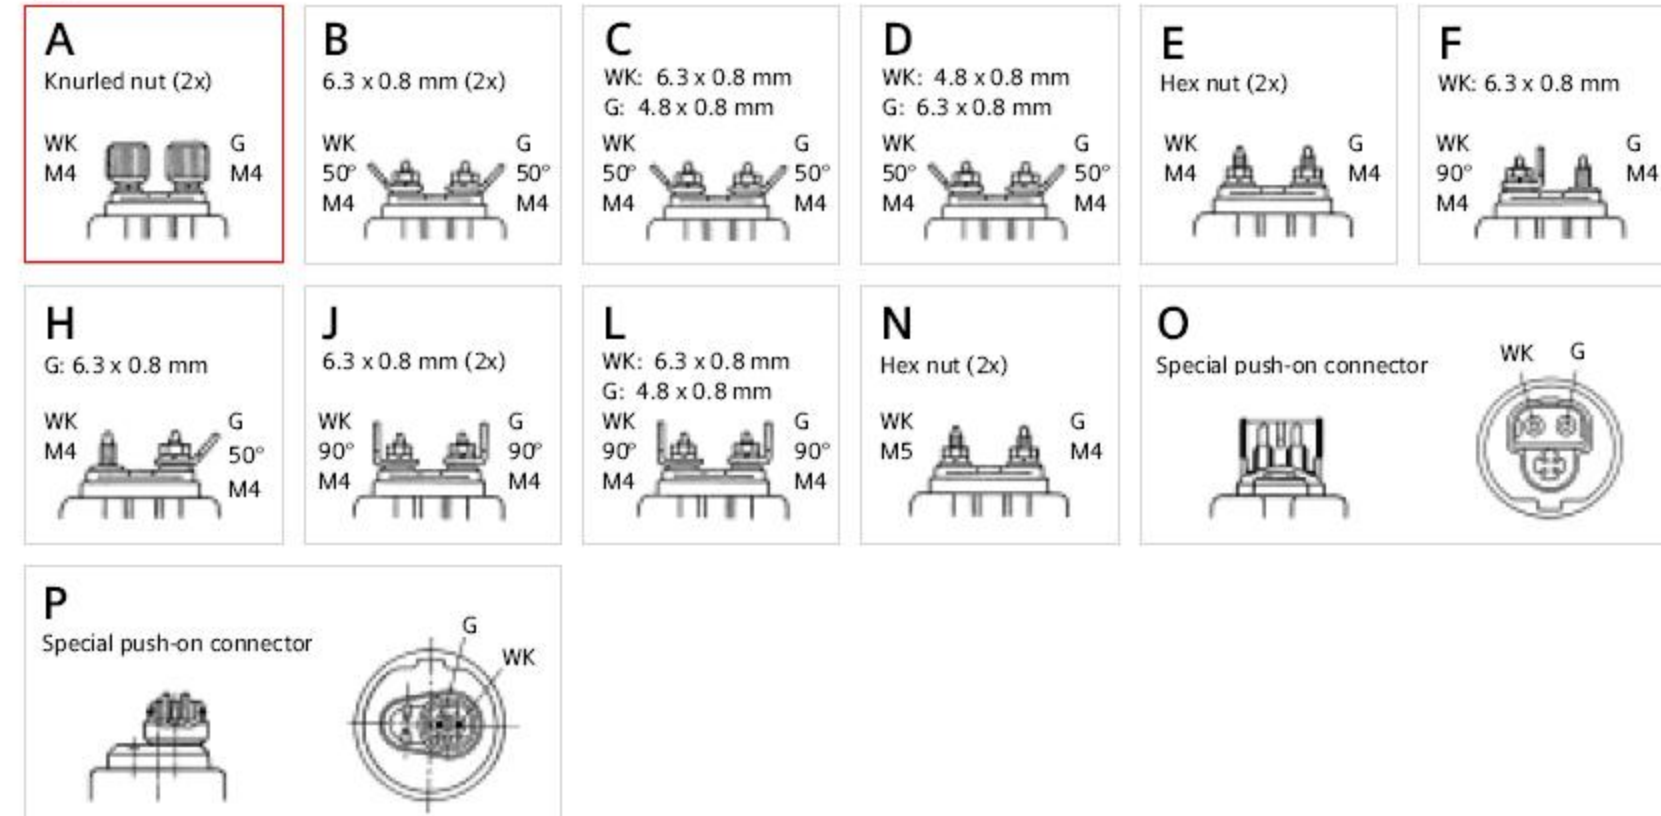 A
Knurled nut (2x)
WK G
M4 M4
B
6.3 x 0.8 mm (2x)
WK G
50° 50°
M4 M4
C
WK: 6.3 x 0.8 mm
G: 4.8 x 0.8 mm
WK G
50° 50°
M4 M4
D
WK: 4.8 x 0.8 mm
G: 6.3 x 0.8 mm
WK G
50° 50°
M4 M4
E
Hex nut (2x)
WK G
M4 M4
F
WK: 6.3 x 0.8 mm
WK G
90° M4
M4
H
G: 6.3 x 0.8 mm
WK G
M4 50°
M4
J
6.3 x 0.8 mm (2x)
WK G
90° 90°
M4 M4
L
WK: 6.3 x 0.8 mm
G: 4.8 x 0.8 mm
WK G
90° 90°
M4 M4
N
Hex nut (2x)
WK G
M5 M4
O
Special push-on connector
WK G
P
Special push-on connector
G
WK